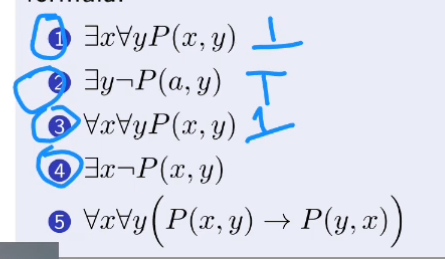 formula.
1 ∃x∀yP(x, y) ⊥
2 ∃y¬P(a, y) T
3 ∀x∀yP(x, y) ⊥
4 ∃x¬P(x, y)
5 ∀x∀y(P(x, y) → P(y, x))